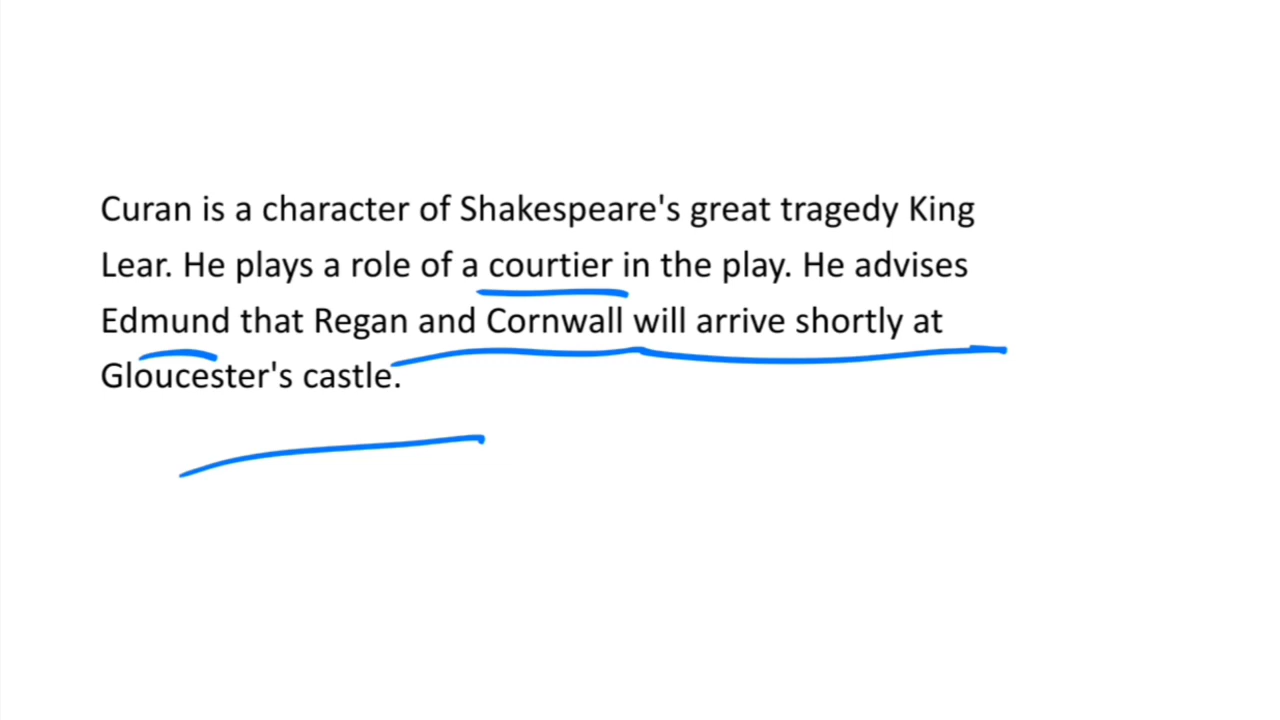 Curan is a character of Shakespeare's great tragedy King
Lear. He plays a role of a courtier in the play. He advises
Edmund that Regan and Cornwall will arrive shortly at
Gloucester's castle.